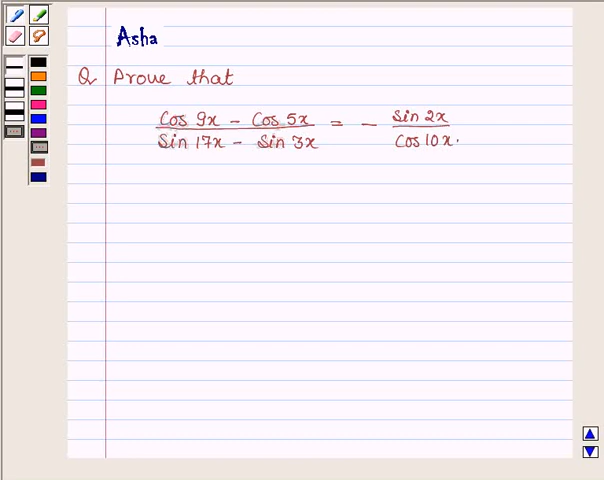 Asha
Q Prove that
Cos 9x - Cos 5x = - Sin 2x
Sin 17x - Sin 3x Cos 10x.